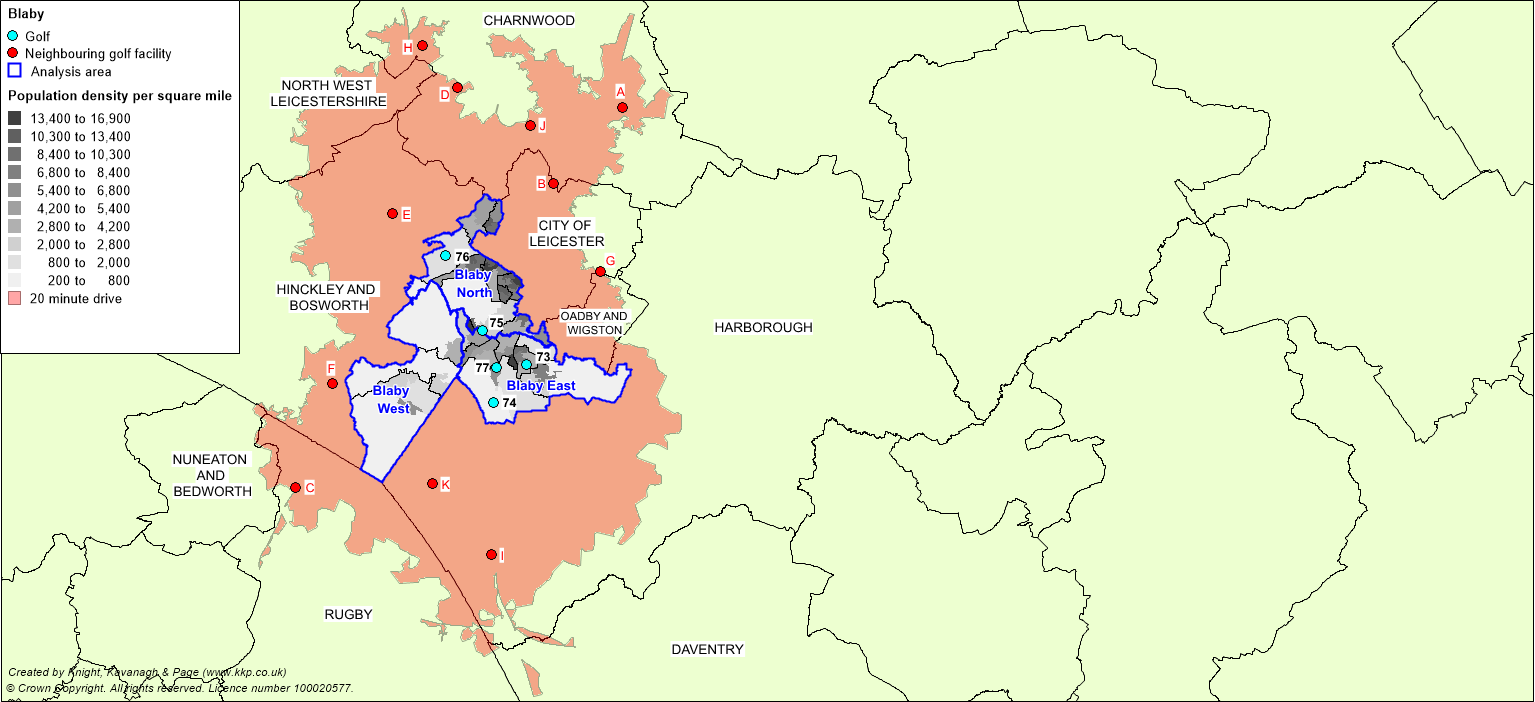 Blaby
Golf
Neighbouring golf facility
Analysis area
Population density per square mile
13,400 to 16,900
10,300 to 13,400
8,400 to 10,300
6,800 to 8,400
5,400 to 6,800
4,200 to 5,400
2,800 to 4,200
2,000 to 2,800
800 to 2,000
200 to 800
20 minute drive
CHARNWOOD
H
NORTH WEST
LEICESTERSHIRE
D
A
J
B
E
CITY OF
LEICESTER
G
76
Blaby
North
HINCKLEY AND
BOSWORTH
OADBY AND
WIGSTON
75
HARBOROUGH
73
77
F
Blaby East
Blaby
West
74
NUNEATON
AND
BEDWORTH
C
K
I
RUGBY
DAVENTRY
Created by Knight, Kavanagh & Page (www.kkp.co.uk)
© Crown Copyright. All rights reserved. Licence number 100020577.